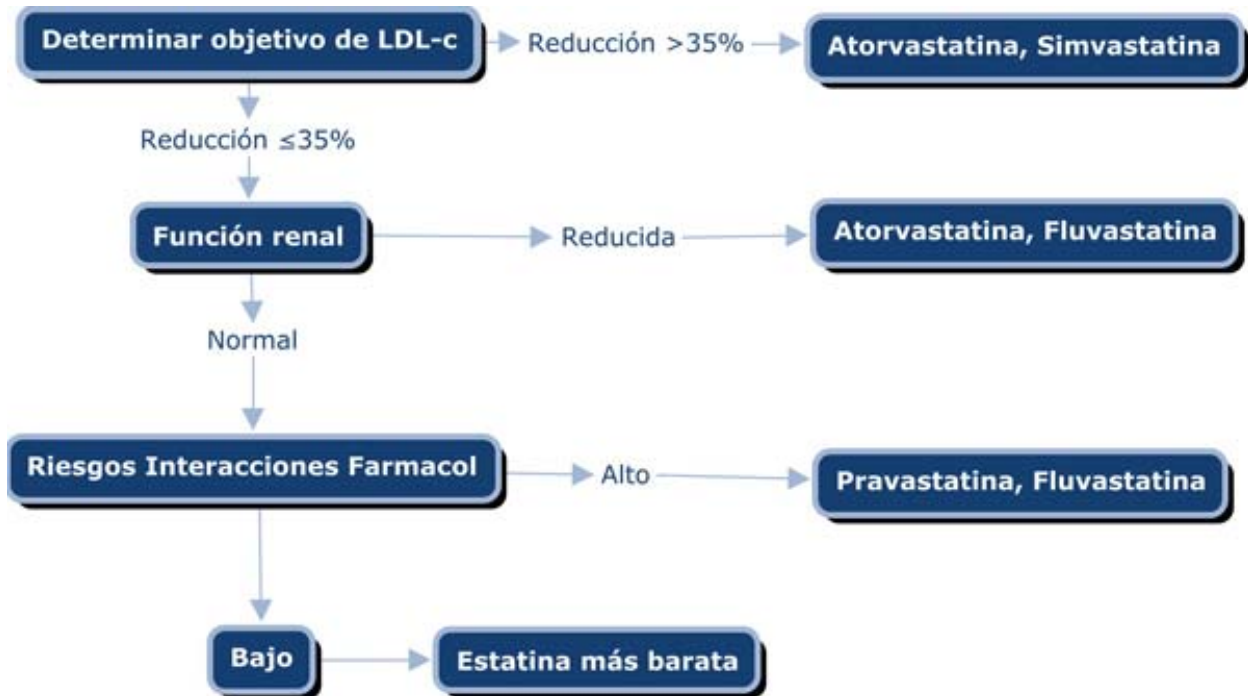 Determinar objetivo de LDL-c
Reducción >35%
Atorvastatina, Simvastatina
Reducción ≤35%
Función renal
Reducida
Atorvastatina, Fluvastatina
Normal
Riesgos Interacciones Farmacol
Alto
Pravastatina, Fluvastatina
Bajo
Estatina más barata